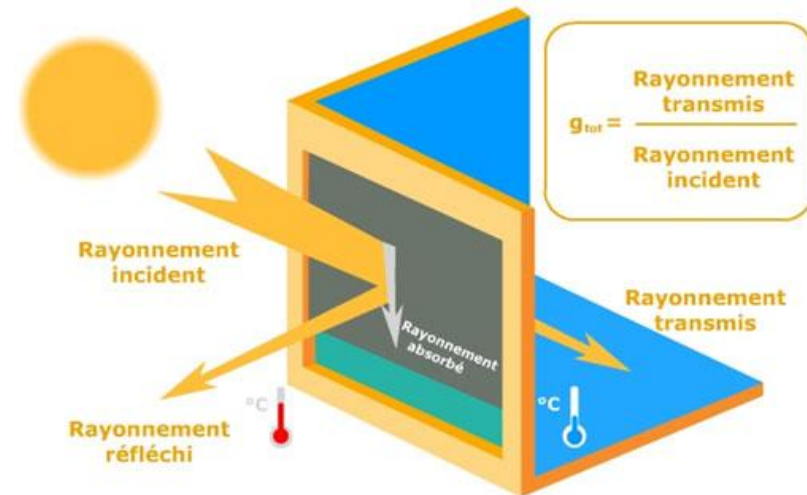 Rayonnement
transmis
g_tot =
Rayonnement
incident
Rayonnement
incident
Rayonnement
transmis
Rayonnement
absorbé
°C
°C
Rayonnement
réfléchi